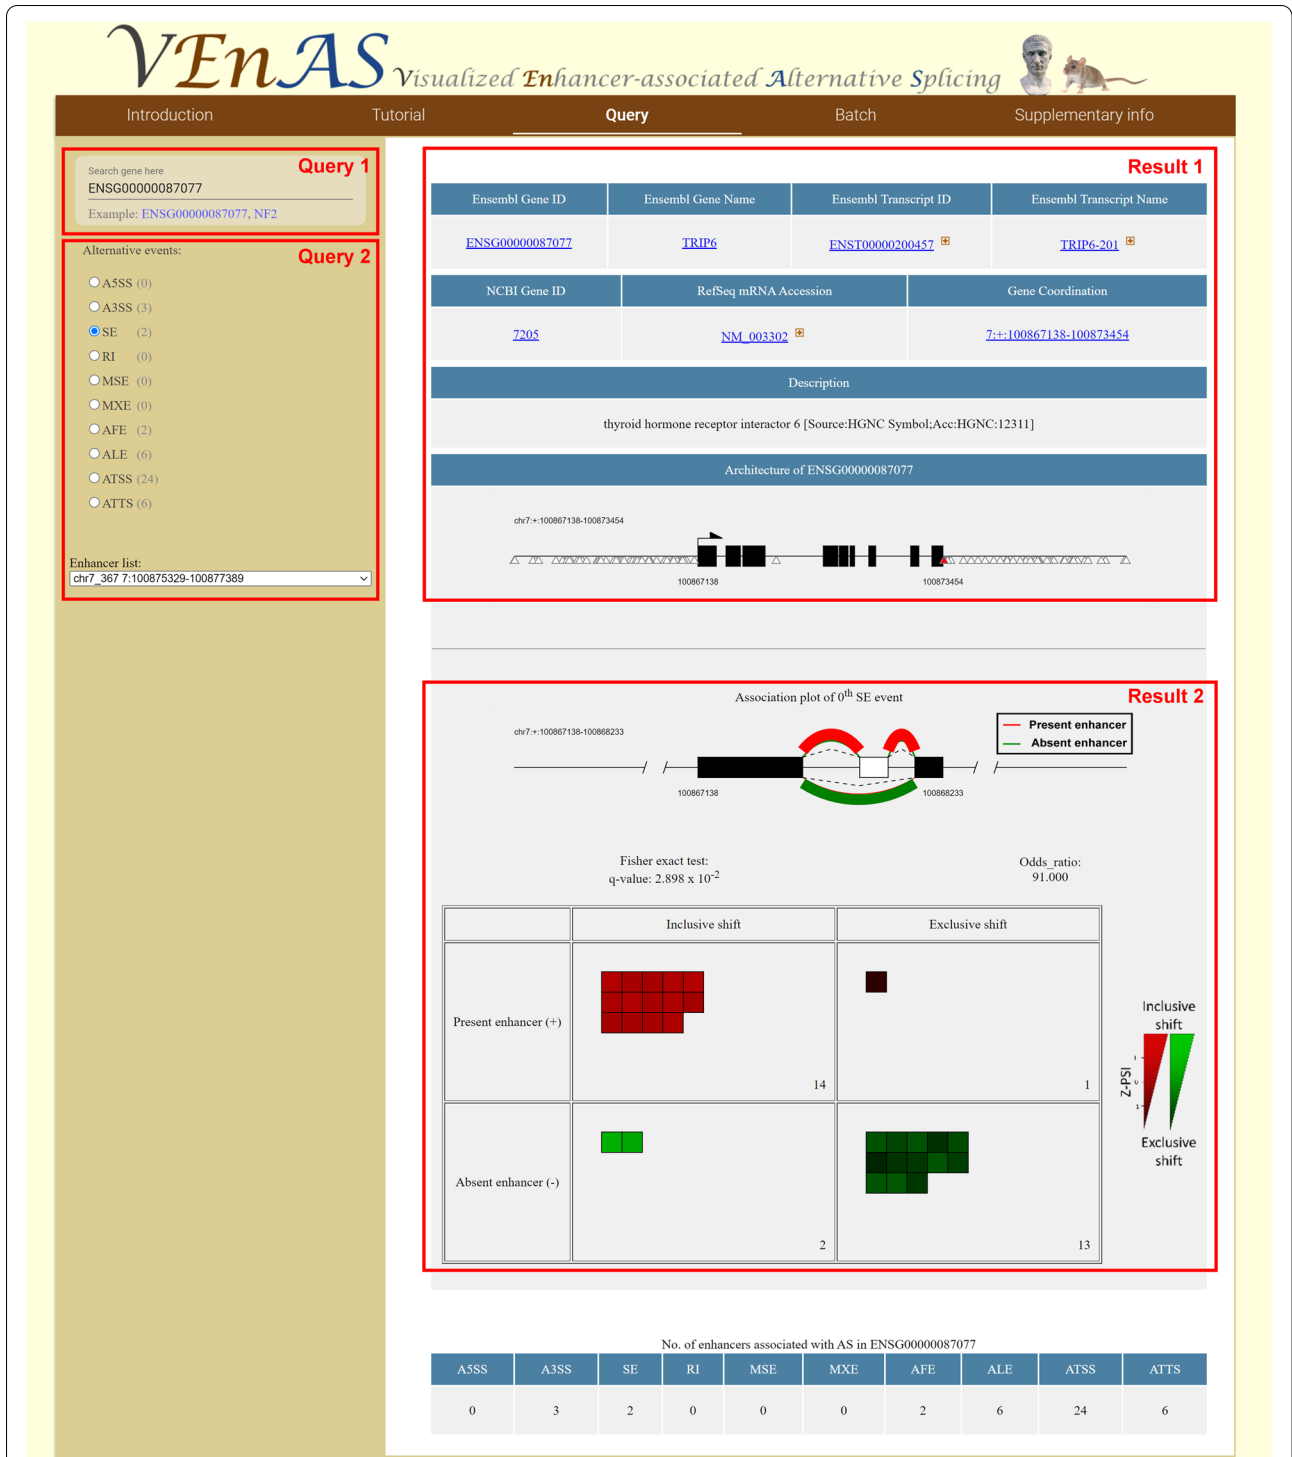 VEnAS Visualized Enhancer-associated Alternative Splicing
Introduction Tutorial Query Batch Supplementary info
Query 1
Search gene here
ENSG00000087077
Example: ENSG00000087077, NF2
Query 2
Alternative events:
A5SS (0)
A3SS (3)
SE (2)
RI (0)
MSE (0)
MXE (0)
AFE (2)
ALE (6)
ATSS (24)
ATTS (6)
Enhancer list:
chr7_367 7:100875329-100877389
Result 1
Ensembl Gene ID Ensembl Gene Name Ensembl Transcript ID Ensembl Transcript Name
ENSG00000087077 TRIP6 ENST00000200457 TRIP6-201
NCBI Gene ID RefSeq mRNA Accession Gene Coordination
7205 NM_003302 7:+:100867138-100873454
Description
thyroid hormone receptor interactor 6 [Source:HGNC Symbol;Acc:HGNC:12311]
Architecture of ENSG00000087077
chr7:+:100867138-100873454
100867138 100873454
Result 2
Association plot of 0th SE event
chr7:+:100867138-100868233
Present enhancer
Absent enhancer
100867138 100868233
Fisher exact test:
q-value: 2.898 x 10-2
Odds_ratio:
91.000
Inclusive shift Exclusive shift
Present enhancer (+) 14 1
Absent enhancer (-) 2 13
Inclusive
shift
Z-PSI
1
0
1
Exclusive
shift
No. of enhancers associated with AS in ENSG00000087077
A5SS A3SS SE RI MSE MXE AFE ALE ATSS ATTS
0 3 2 0 0 0 2 6 24 6